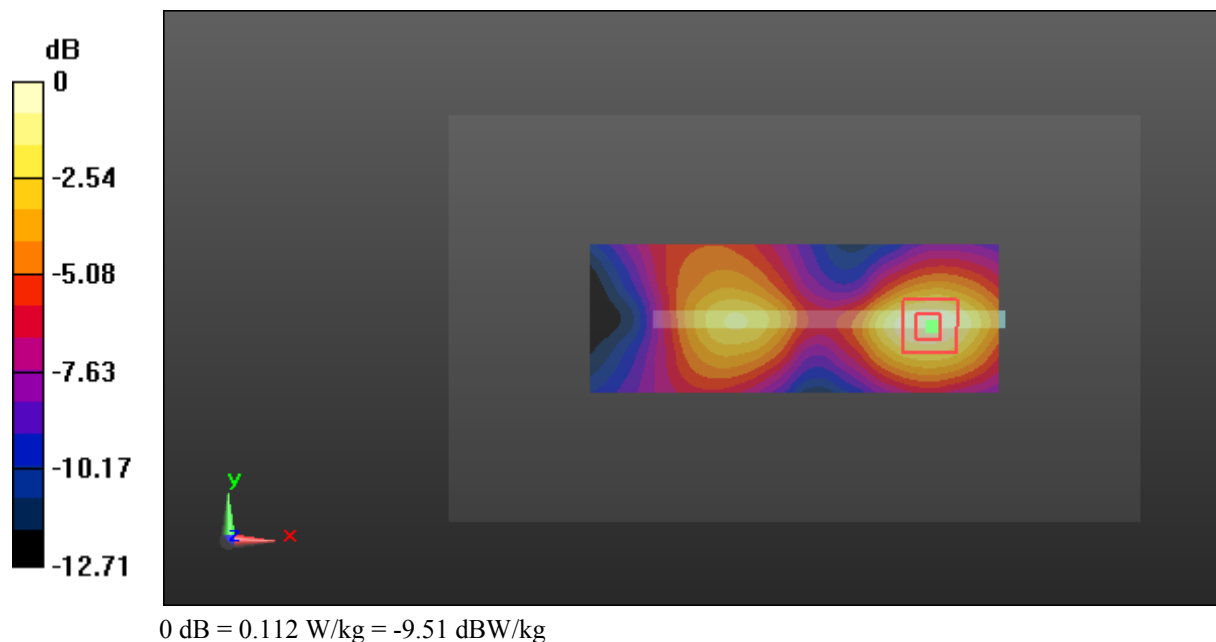 dB
0
-2.54
-5.08
-7.63
-10.17
-12.71
y
z
x
0 dB = 0.112 W/kg = -9.51 dBW/kg